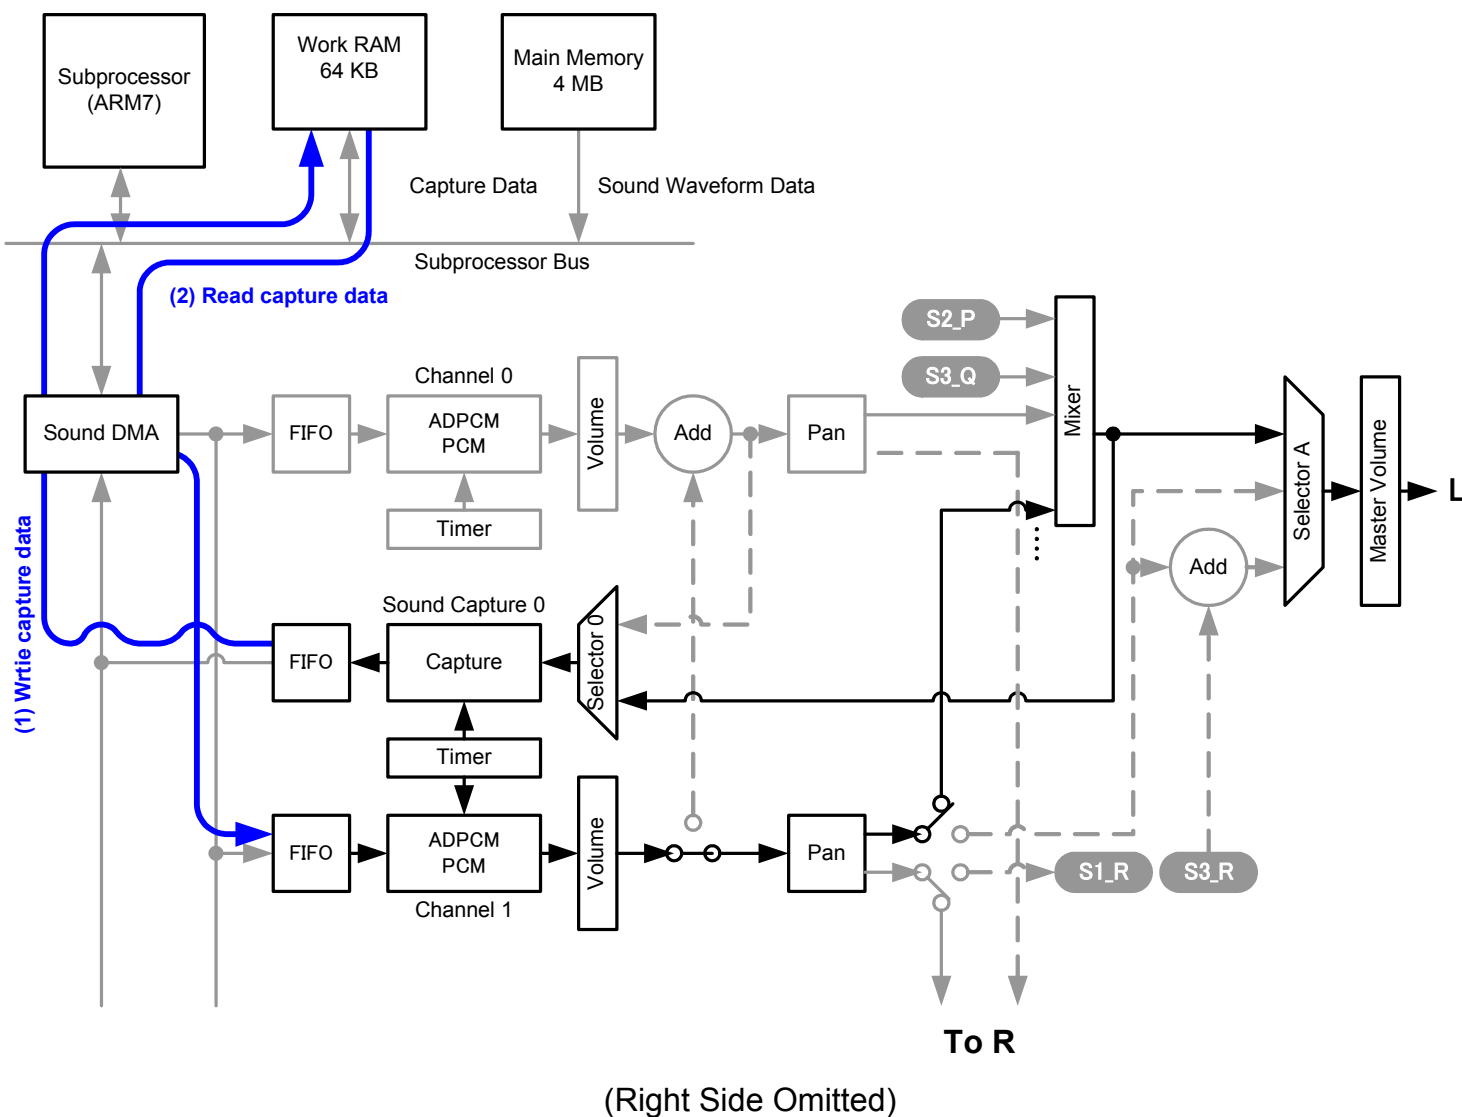 Subprocessor
(ARM7)
Work RAM
64 KB
Main Memory
4 MB
Capture Data
Sound Waveform Data
Subprocessor Bus
(2) Read capture data
S2_P
S3_Q
Mixer
Channel 0
Sound DMA
FIFO
ADPCM
PCM
Volume
Add
Pan
Timer
Selector A
Master Volume
L
Add
(1) Wrtie capture data
Sound Capture 0
FIFO
Capture
Selector 0
Timer
FIFO
ADPCM
PCM
Volume
Pan
Channel 1
S1_R
S3_R
To R
(Right Side Omitted)